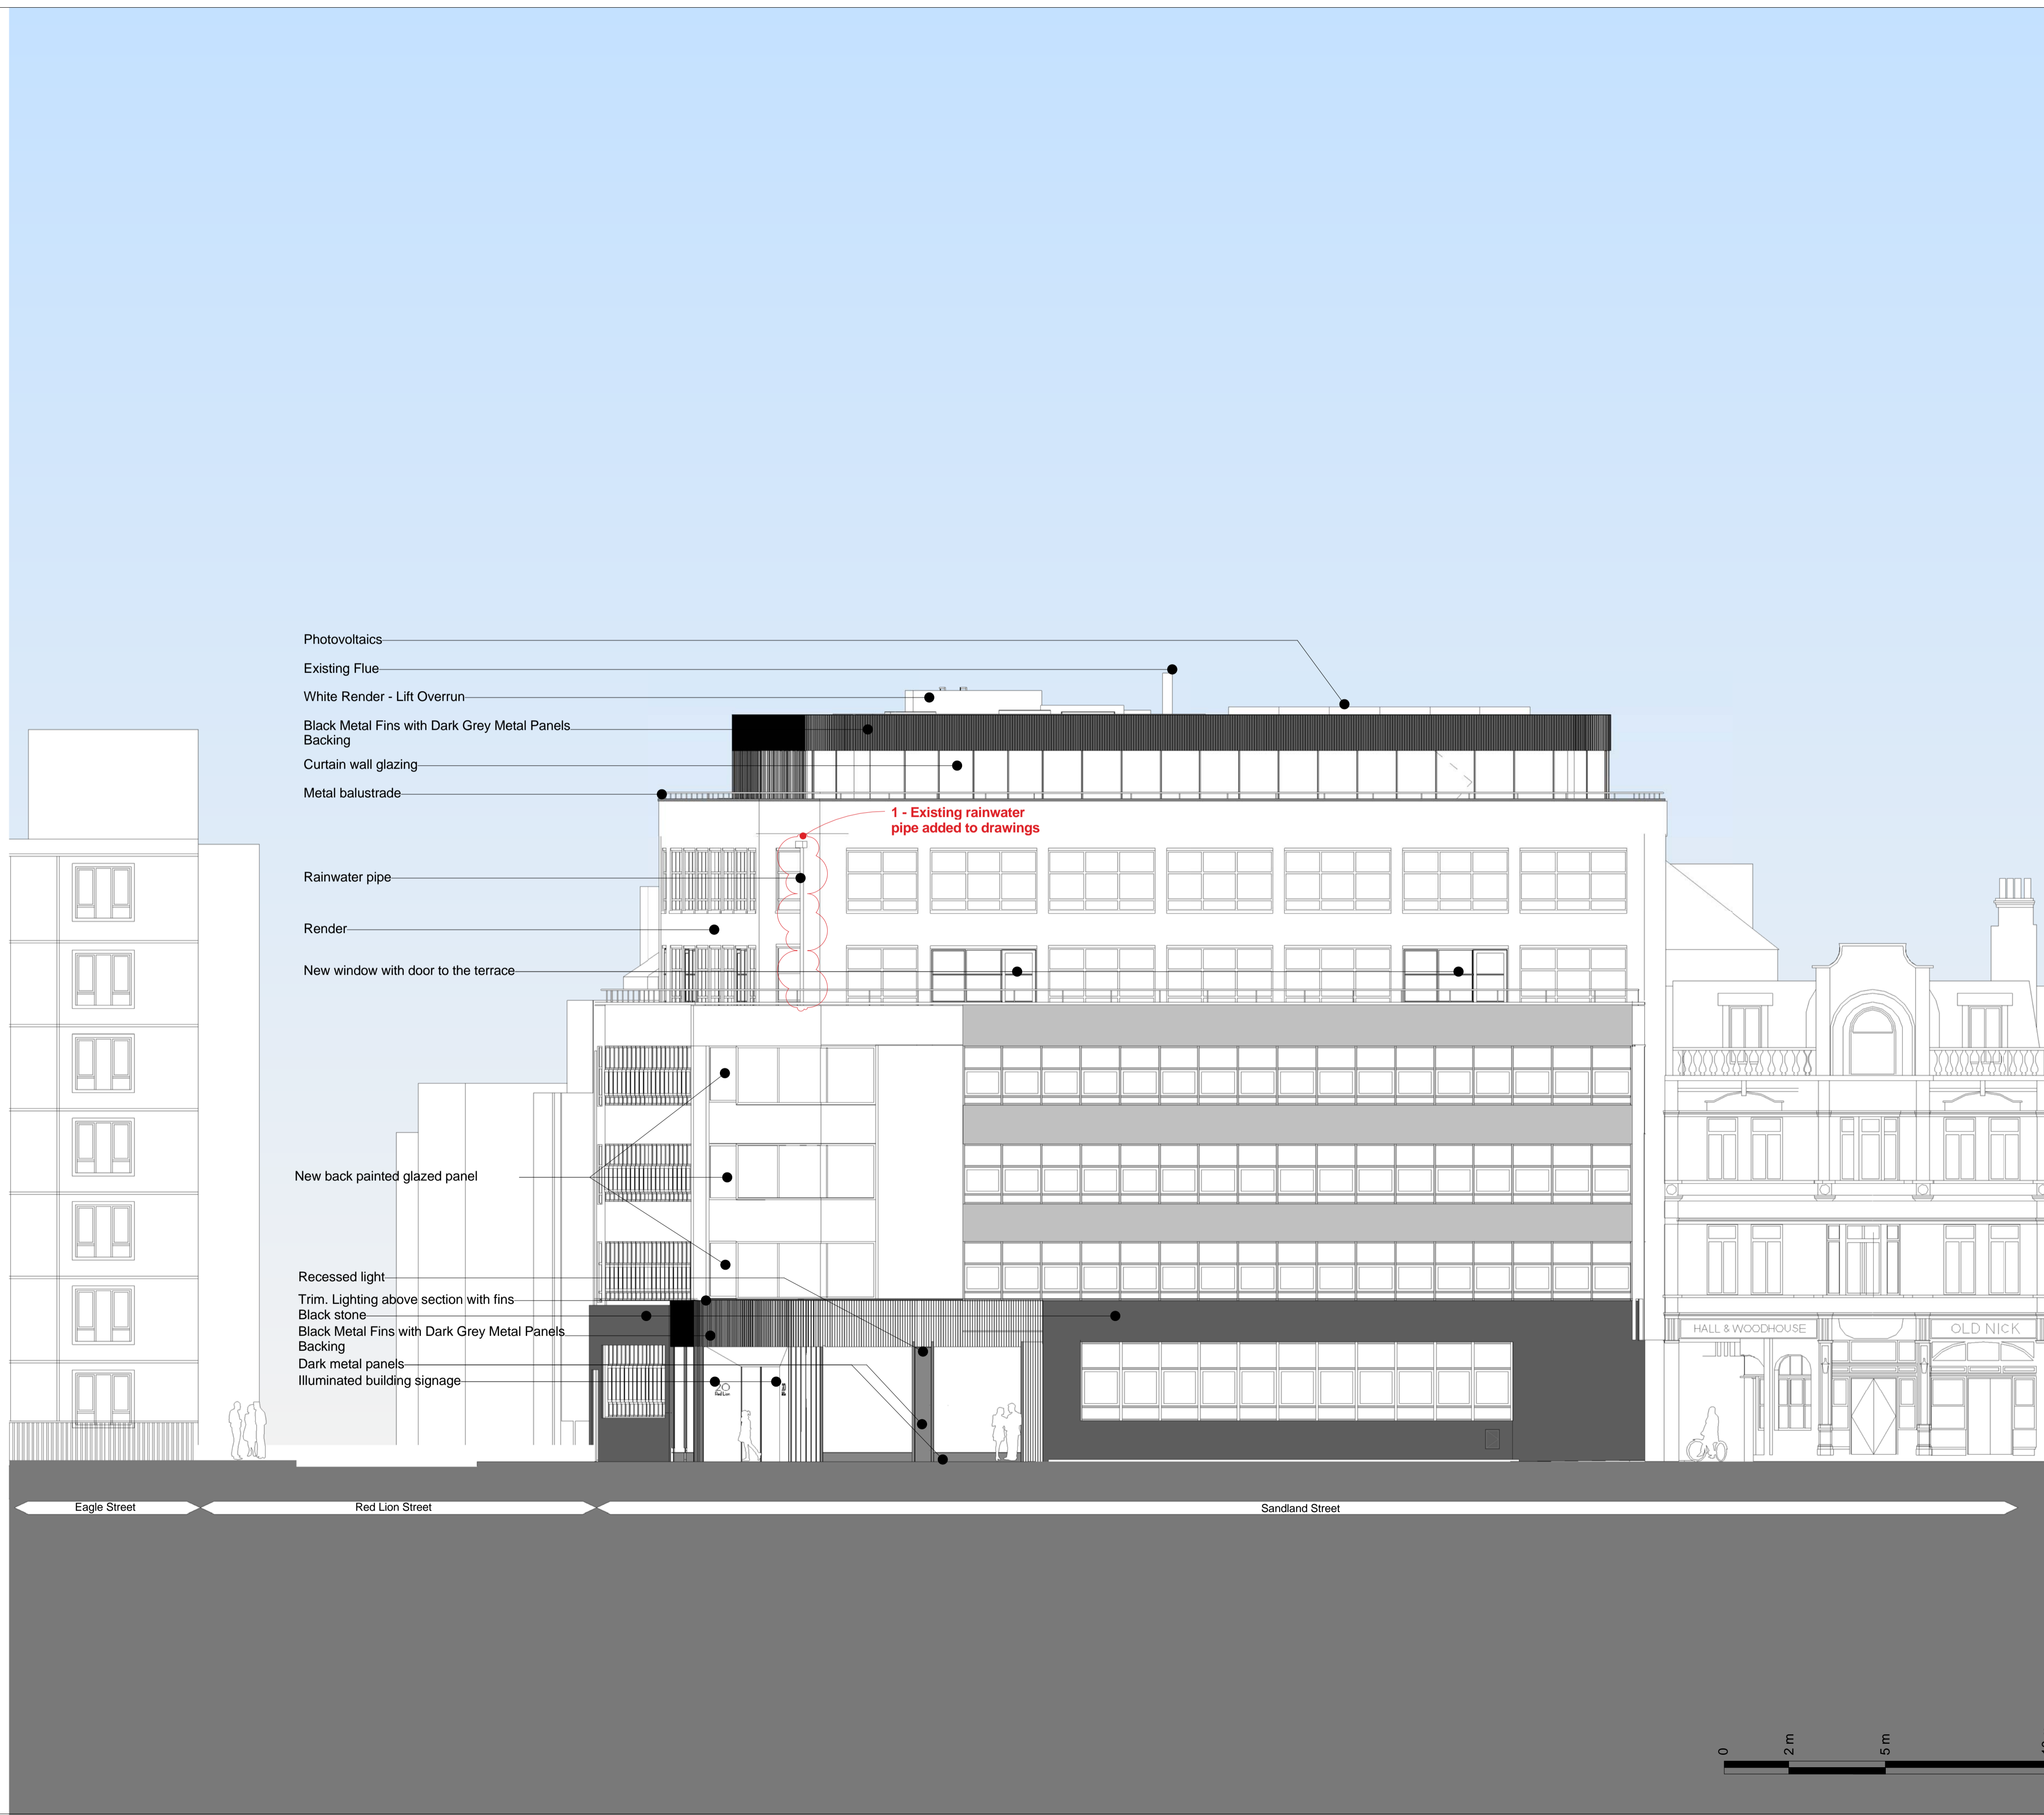 Photovoltaics
Existing Flue
White Render - Lift Overrun
Black Metal Fins with Dark Grey Metal Panels
Backing
Curtain wall glazing
Metal balustrade
1 - Existing rainwater
pipe added to drawings
Rainwater pipe
Render
New window with door to the terrace
New back painted glazed panel
Recessed light
Trim. Lighting above section with fins
Black stone
Black Metal Fins with Dark Grey Metal Panels
Backing
Dark metal panels
Illuminated building signage
20
Red Lion
HALL & WOODHOUSE
OLD NICK
Eagle Street
Red Lion Street
Sandland Street
0
2 m
5 m